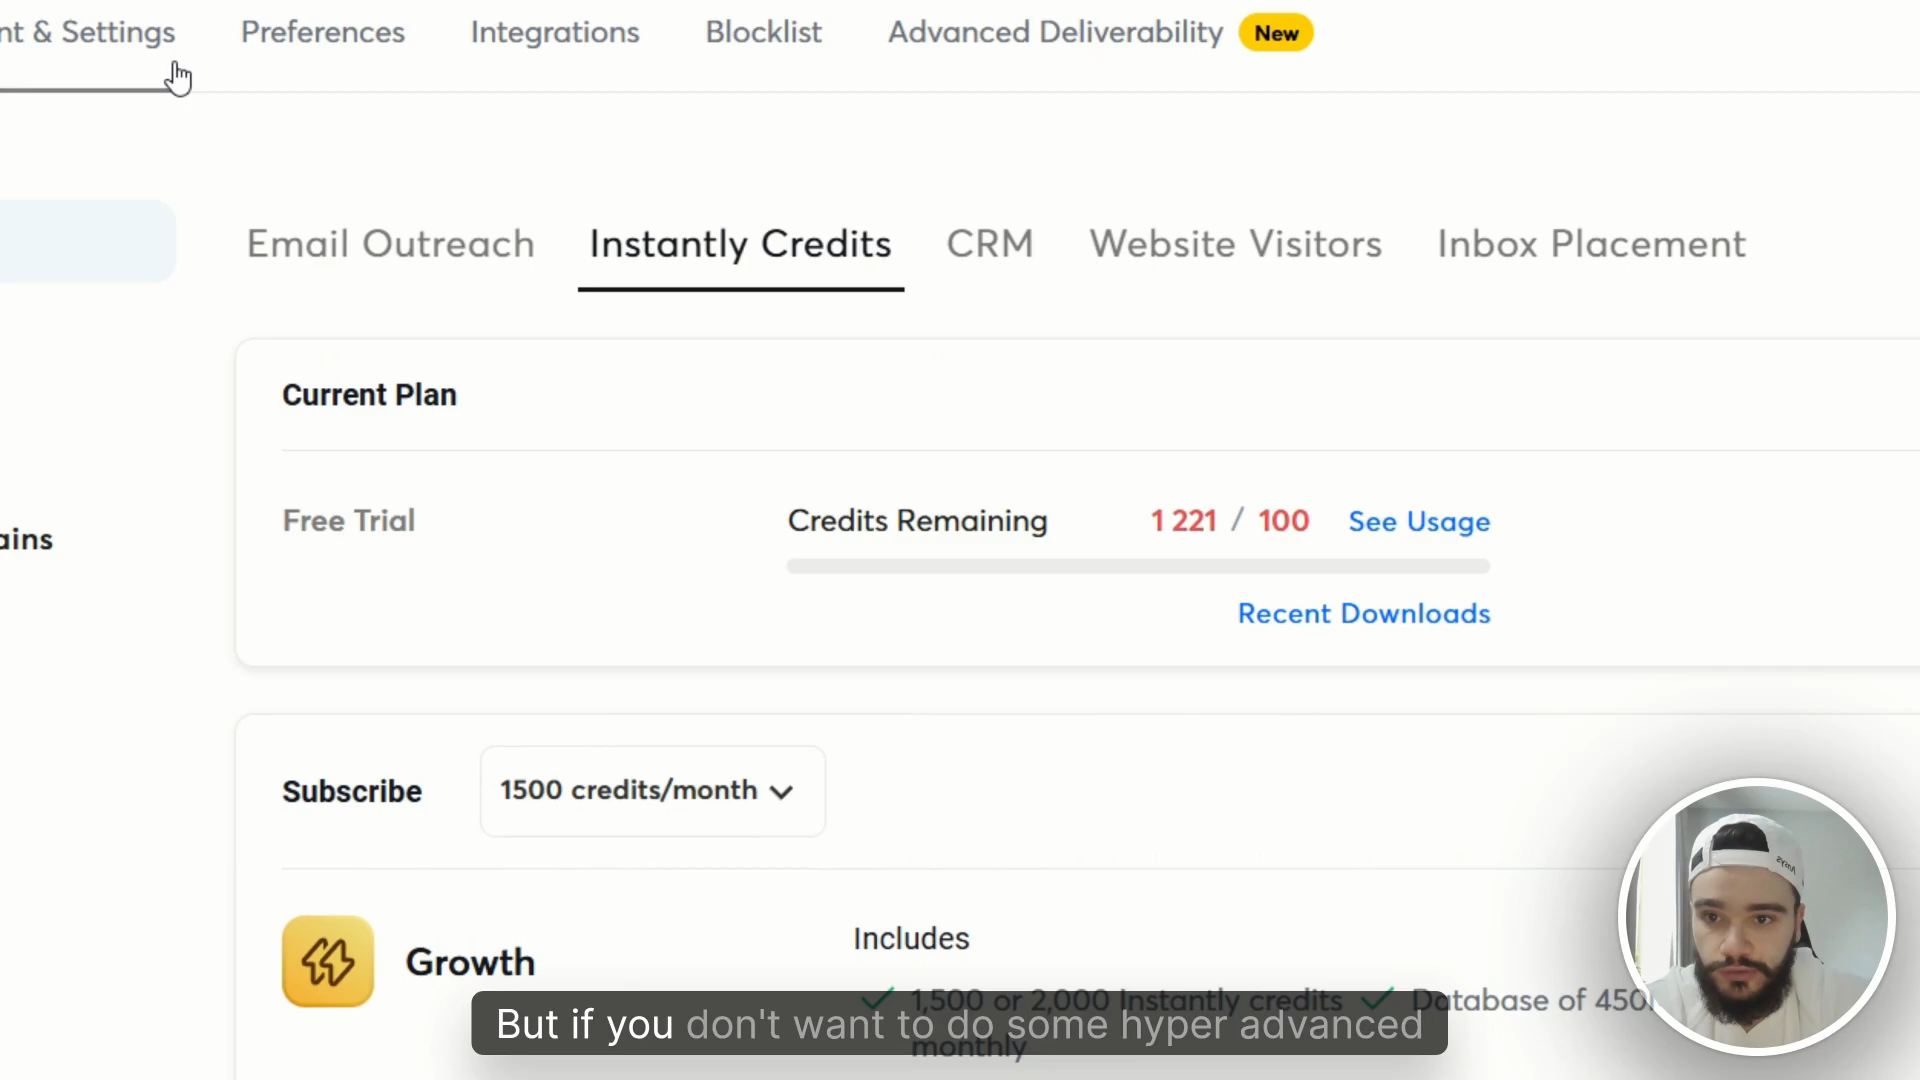 nt & Settings Preferences Integrations Blocklist Advanced Deliverability New
Email Outreach Instantly Credits CRM Website Visitors Inbox Placement
Current Plan
Free Trial Credits Remaining 1 221 / 100 See Usage
ains
Recent Downloads
Subscribe 1500 credits/month
Includes
Growth
1,500 or 2,000 Instantly credits Database of 450
monthly
But if you don't want to do some hyper advanced